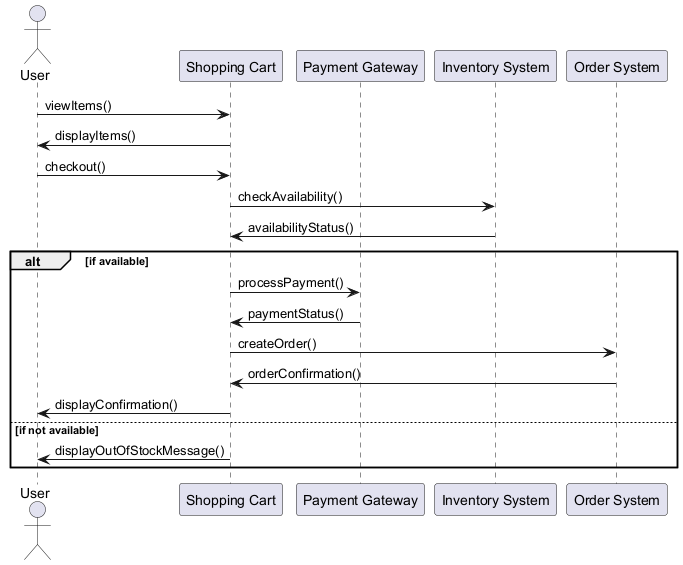 User
Shopping Cart
Payment Gateway
Inventory System
Order System
viewItems()
displayItems()
checkout()
checkAvailability()
availabilityStatus()
alt [if available]
processPayment()
paymentStatus()
createOrder()
orderConfirmation()
displayConfirmation()
[if not available]
displayOutOfStockMessage()
User
Shopping Cart
Payment Gateway
Inventory System
Order System